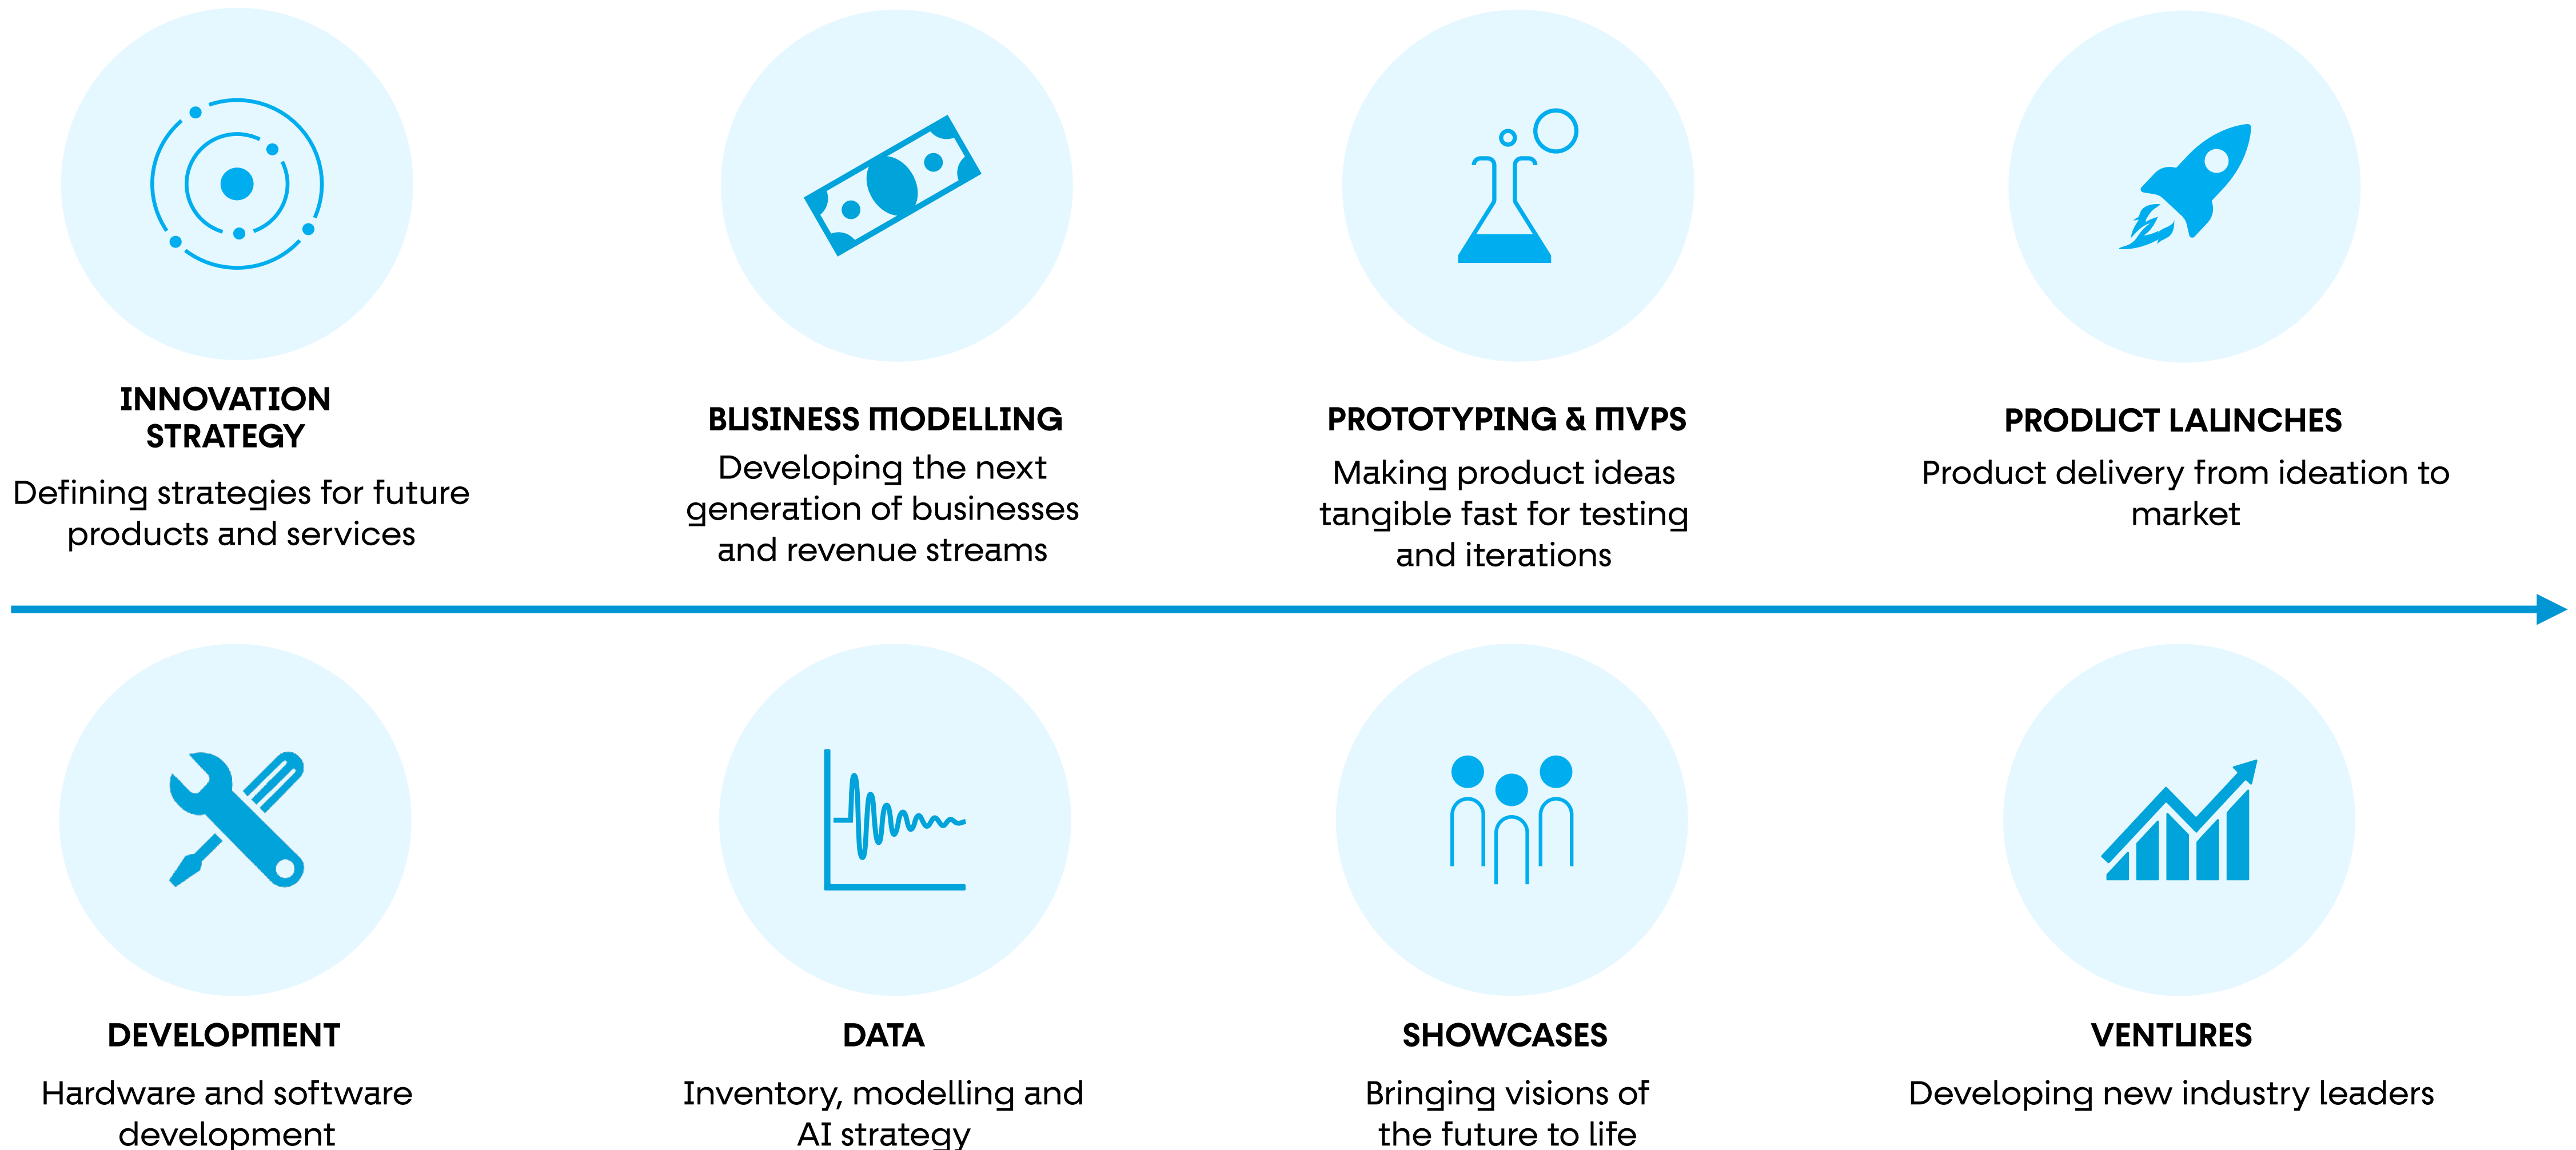 INNOVATION
STRATEGY
Defining strategies for future
products and services
BUSINESS MODELLING
Developing the next
generation of businesses
and revenue streams
PROTOTYPING & MVPS
Making product ideas
tangible fast for testing
and iterations
PRODUCT LAUNCHES
Product delivery from ideation to
market
DEVELOPMENT
Hardware and software
development
DATA
Inventory, modelling and
AI strategy
SHOWCASES
Bringing visions of
the future to life
VENTURES
Developing new industry leaders